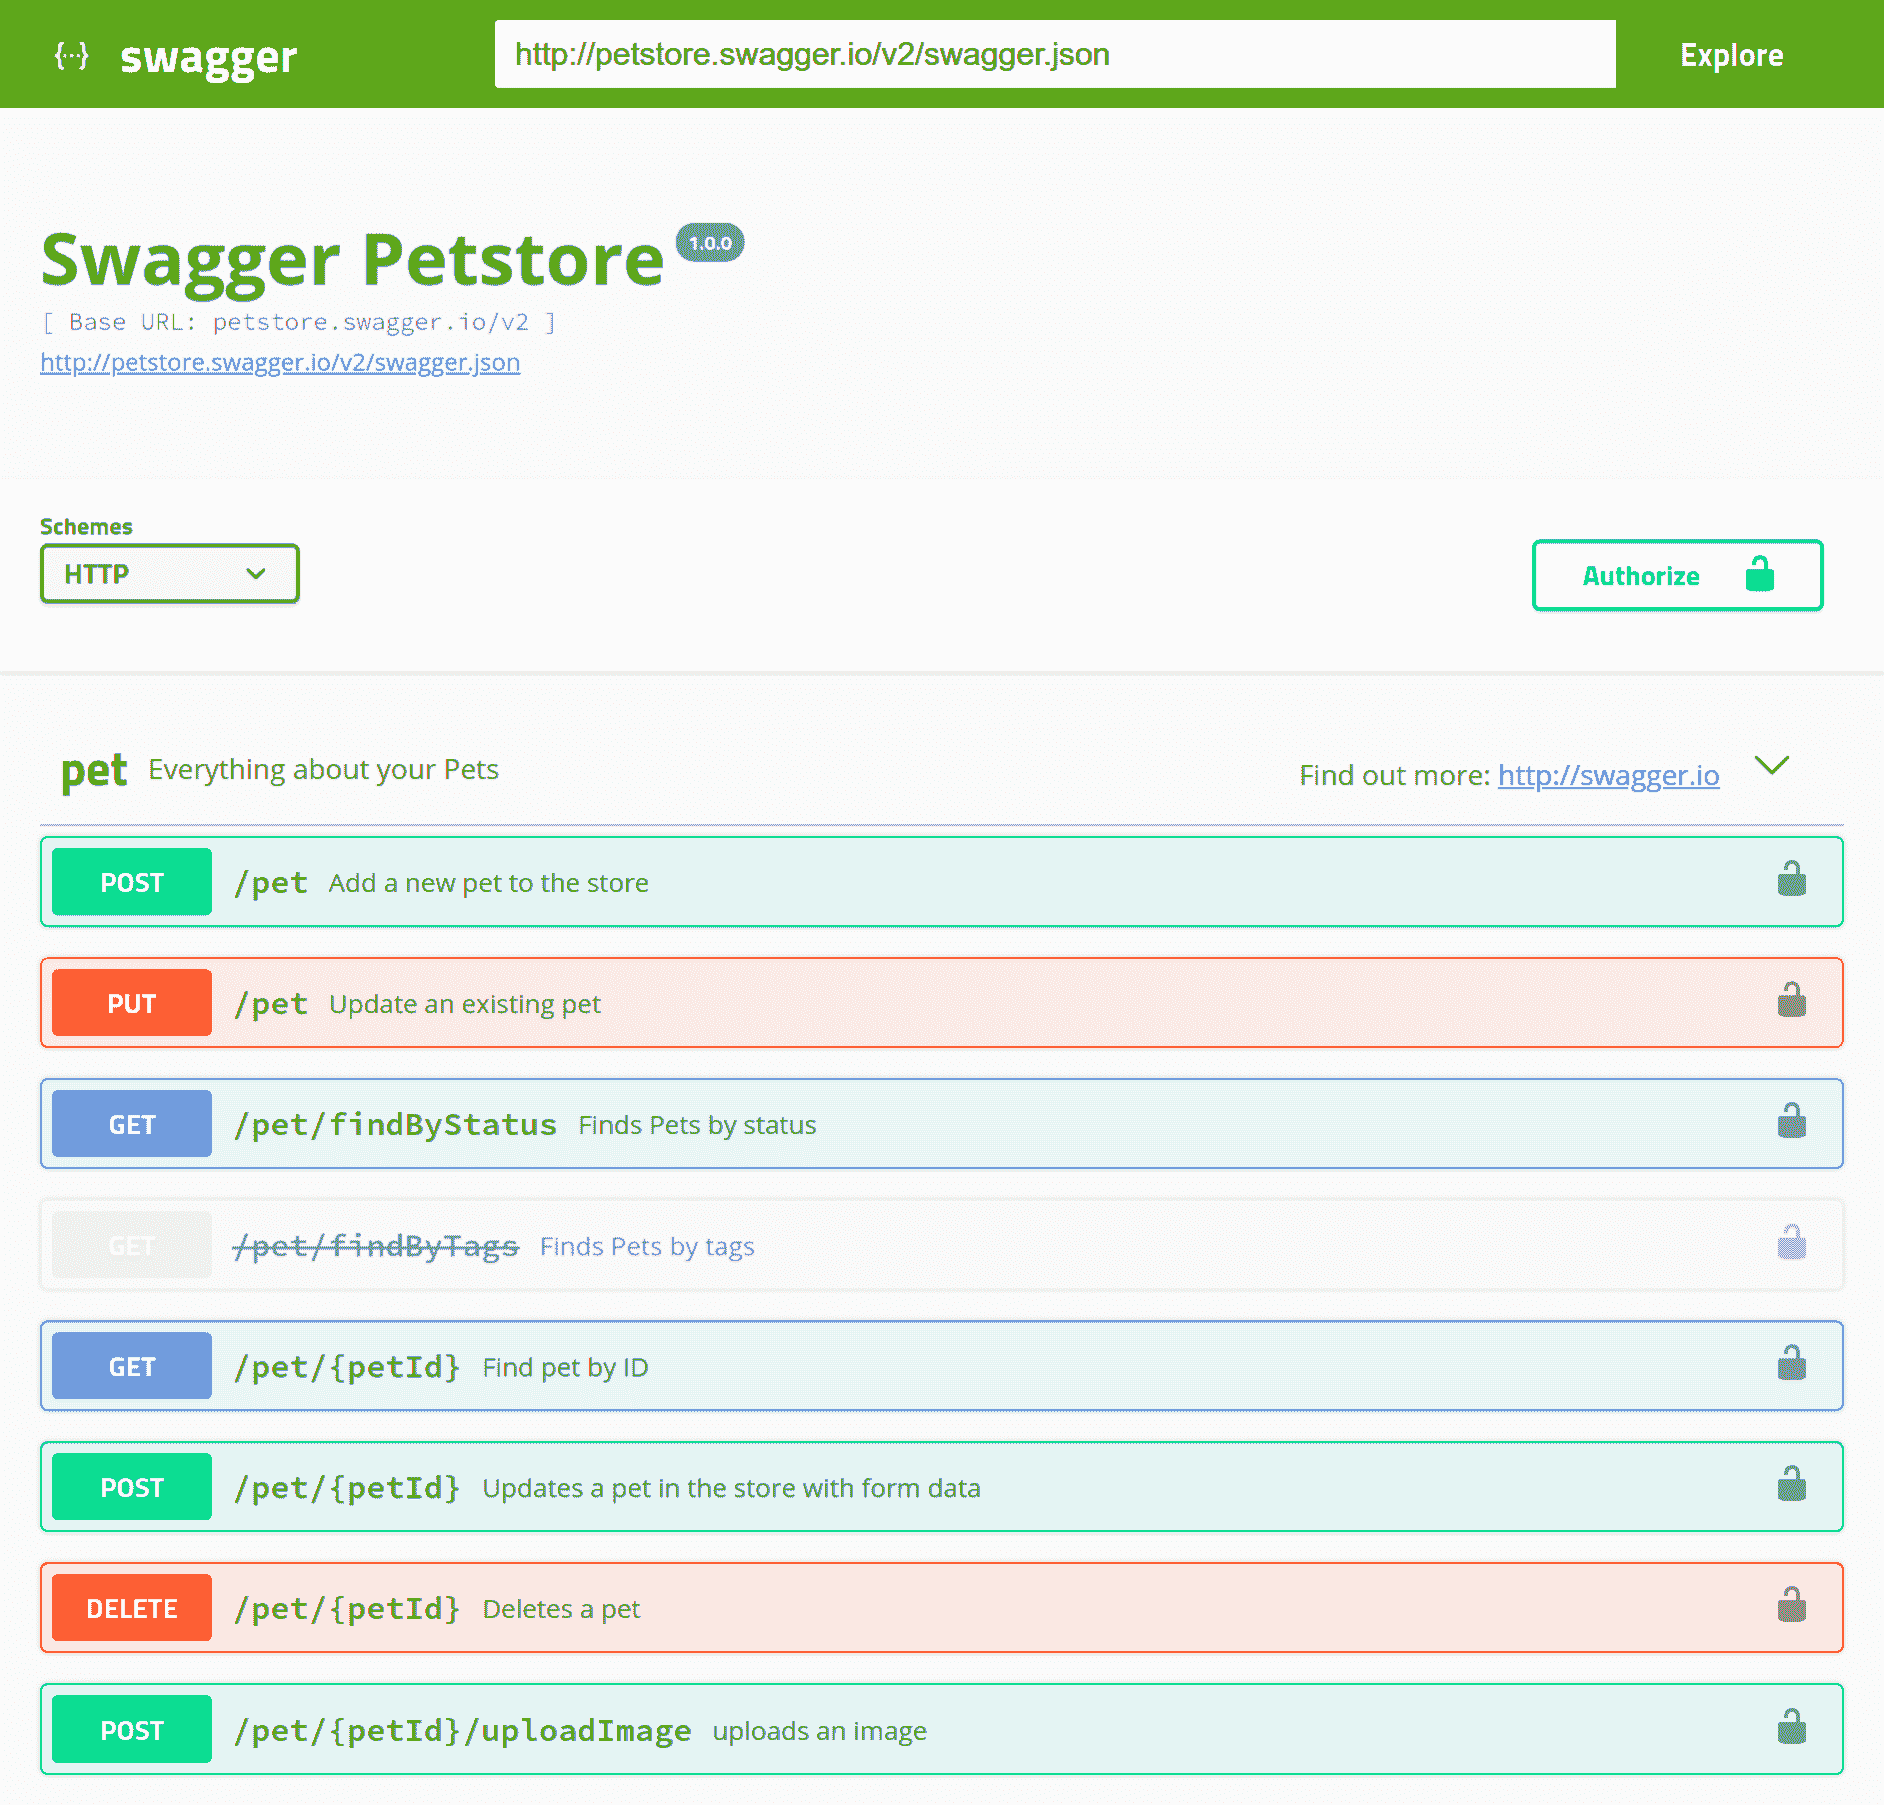 {···} swagger http://petstore.swagger.io/v2/swagger.json Explore
Swagger Petstore 1.0.0
[ Base URL: petstore.swagger.io/v2 ]
http://petstore.swagger.io/v2/swagger.json
Schemes
HTTP
Authorize
pet Everything about your Pets Find out more: http://swagger.io
POST /pet Add a new pet to the store
PUT /pet Update an existing pet
GET /pet/findByStatus Finds Pets by status
GET /pet/findByTags Finds Pets by tags
GET /pet/{petId} Find pet by ID
POST /pet/{petId} Updates a pet in the store with form data
DELETE /pet/{petId} Deletes a pet
POST /pet/{petId}/uploadImage uploads an image